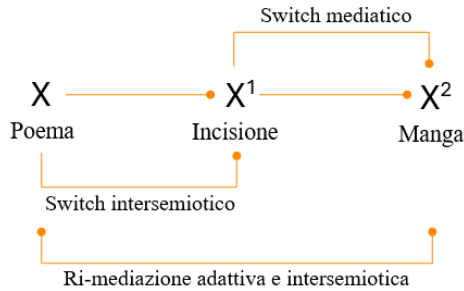 Switch mediatico
X X¹ X²
Poema Incisione Manga
Switch intersemiotico
Ri-mediazione adattiva e intersemiotica